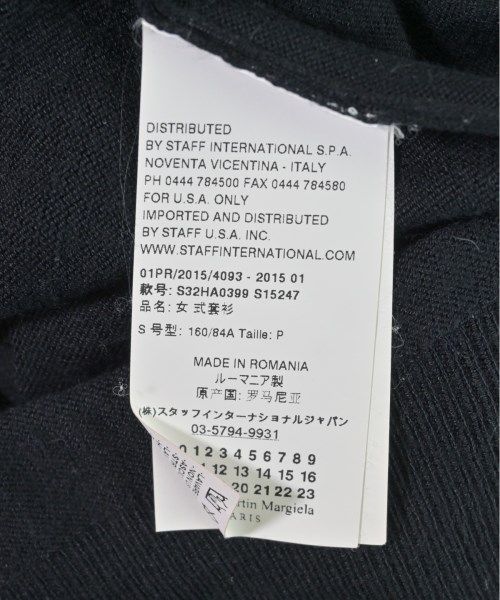 DISTRIBUTED
BY STAFF INTERNATIONAL S.P.A.
NOVENTA VICENTINA - ITALY
PH 0444 784500 FAX 0444 784580
FOR U.S.A. ONLY
IMPORTED AND DISTRIBUTED
BY STAFF U.S.A. INC.
WWW.STAFFINTERNATIONAL.COM
01PR/2015/4093 - 2015 01
款号: S32HA0399 S15247
品名: 女 式套衫
S 号型: 160/84A Taille: P
MADE IN ROMANIA
ルーマニア製
原产国: 罗马尼亚
(株)スタッフインターナショナルジャパン
03-5794-9931
0 1 2 3 4 5 6 7 8 9
11 12 13 14 15 16
20 21 22 23
Margiela